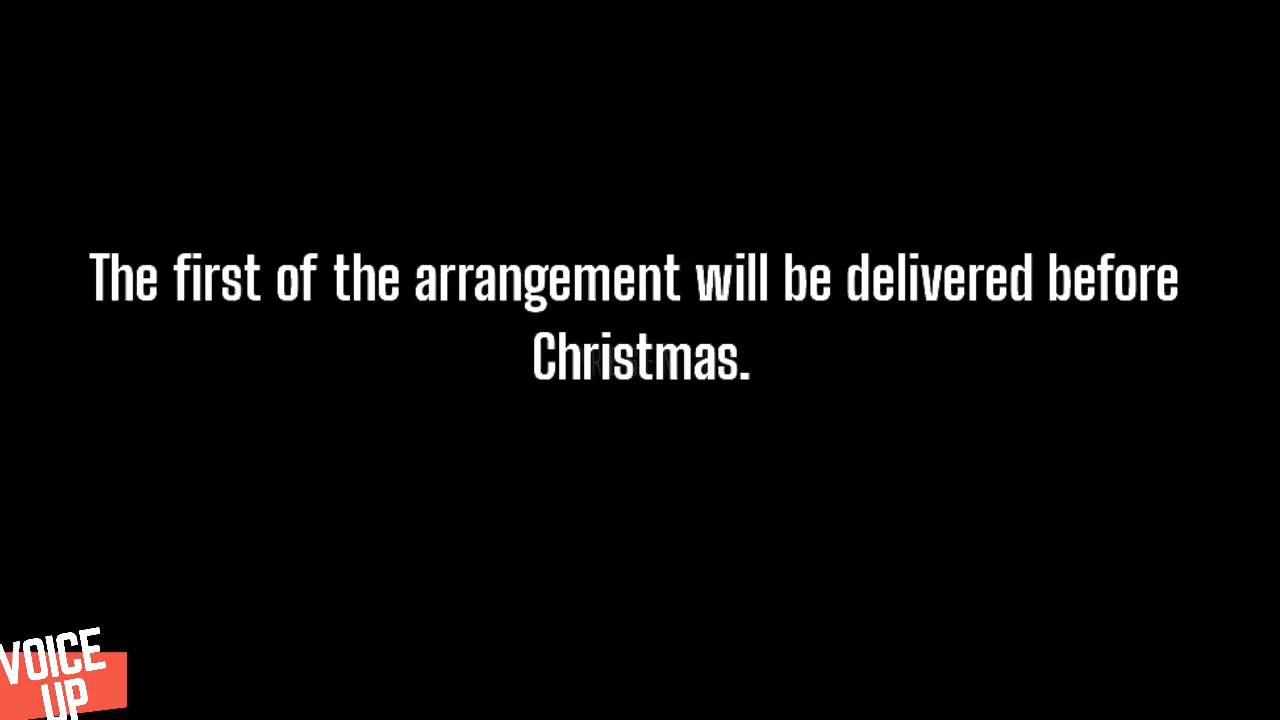 The first of the arrangement will be delivered before
Christmas.
VOICE
UP